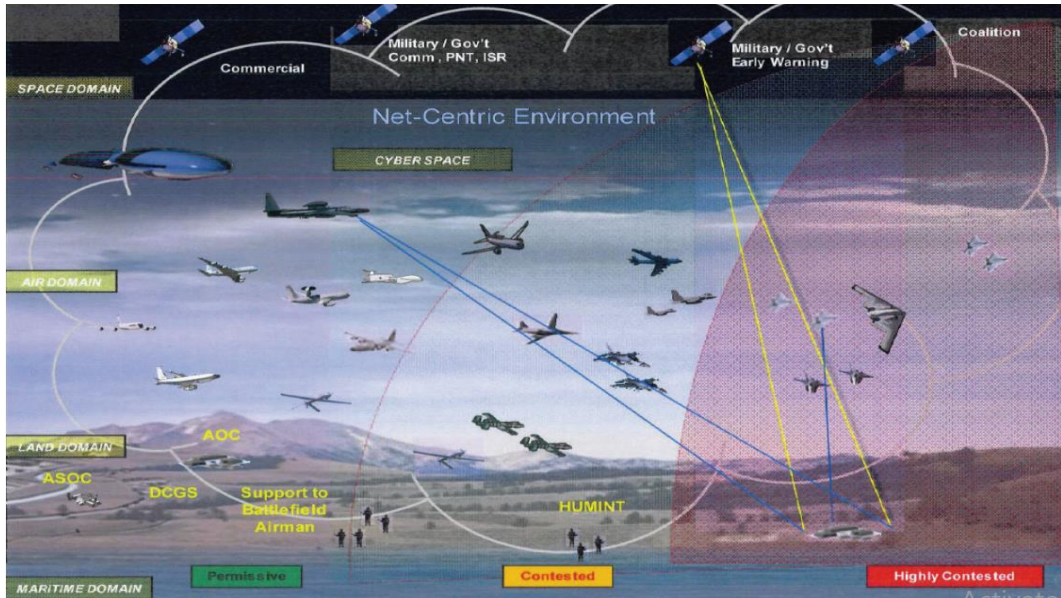 Commercial
Military / Gov't
Comm , PNT, ISR
Military / Gov't
Early Warning
Coalition
SPACE DOMAIN
Net-Centric Environment
CYBER SPACE
AIR DOMAIN
LAND DOMAIN
AOC
ASOC
DCGS
Support to
Battlefield
Airman
HUMINT
Permissive
Contested
Highly Contested
MARITIME DOMAIN